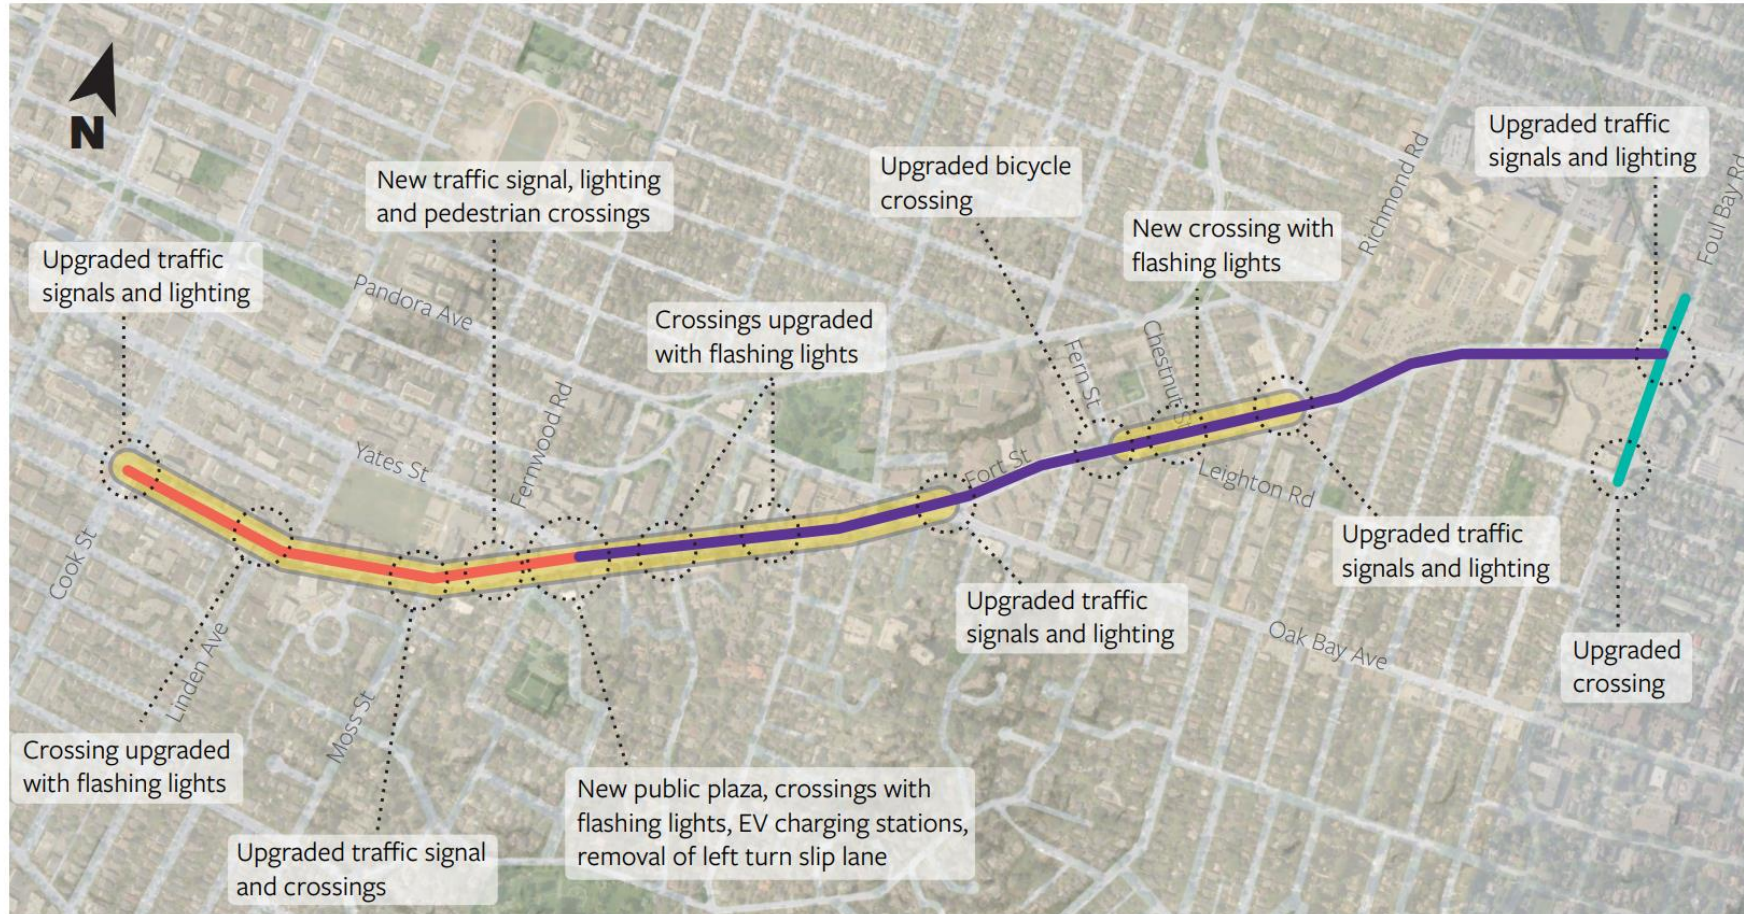 N
Upgraded traffic
signals and lighting
New traffic signal, lighting
and pedestrian crossings
Upgraded bicycle
crossing
New crossing with
flashing lights
Richmond Rd
Upgraded traffic
signals and lighting
Foul Bay Rd
Pandora Ave
Crossings upgraded
with flashing lights
Fern St
Chestnut St
Yates St
Fernwood Rd
Fort St
Leighton Rd
Cook St
Upgraded traffic
signals and lighting
Upgraded traffic
signals and lighting
Linden Ave
Moss St
Oak Bay Ave
Upgraded
crossing
Crossing upgraded
with flashing lights
New public plaza, crossings with
flashing lights, EV charging stations,
removal of left turn slip lane
Upgraded traffic signal
and crossings